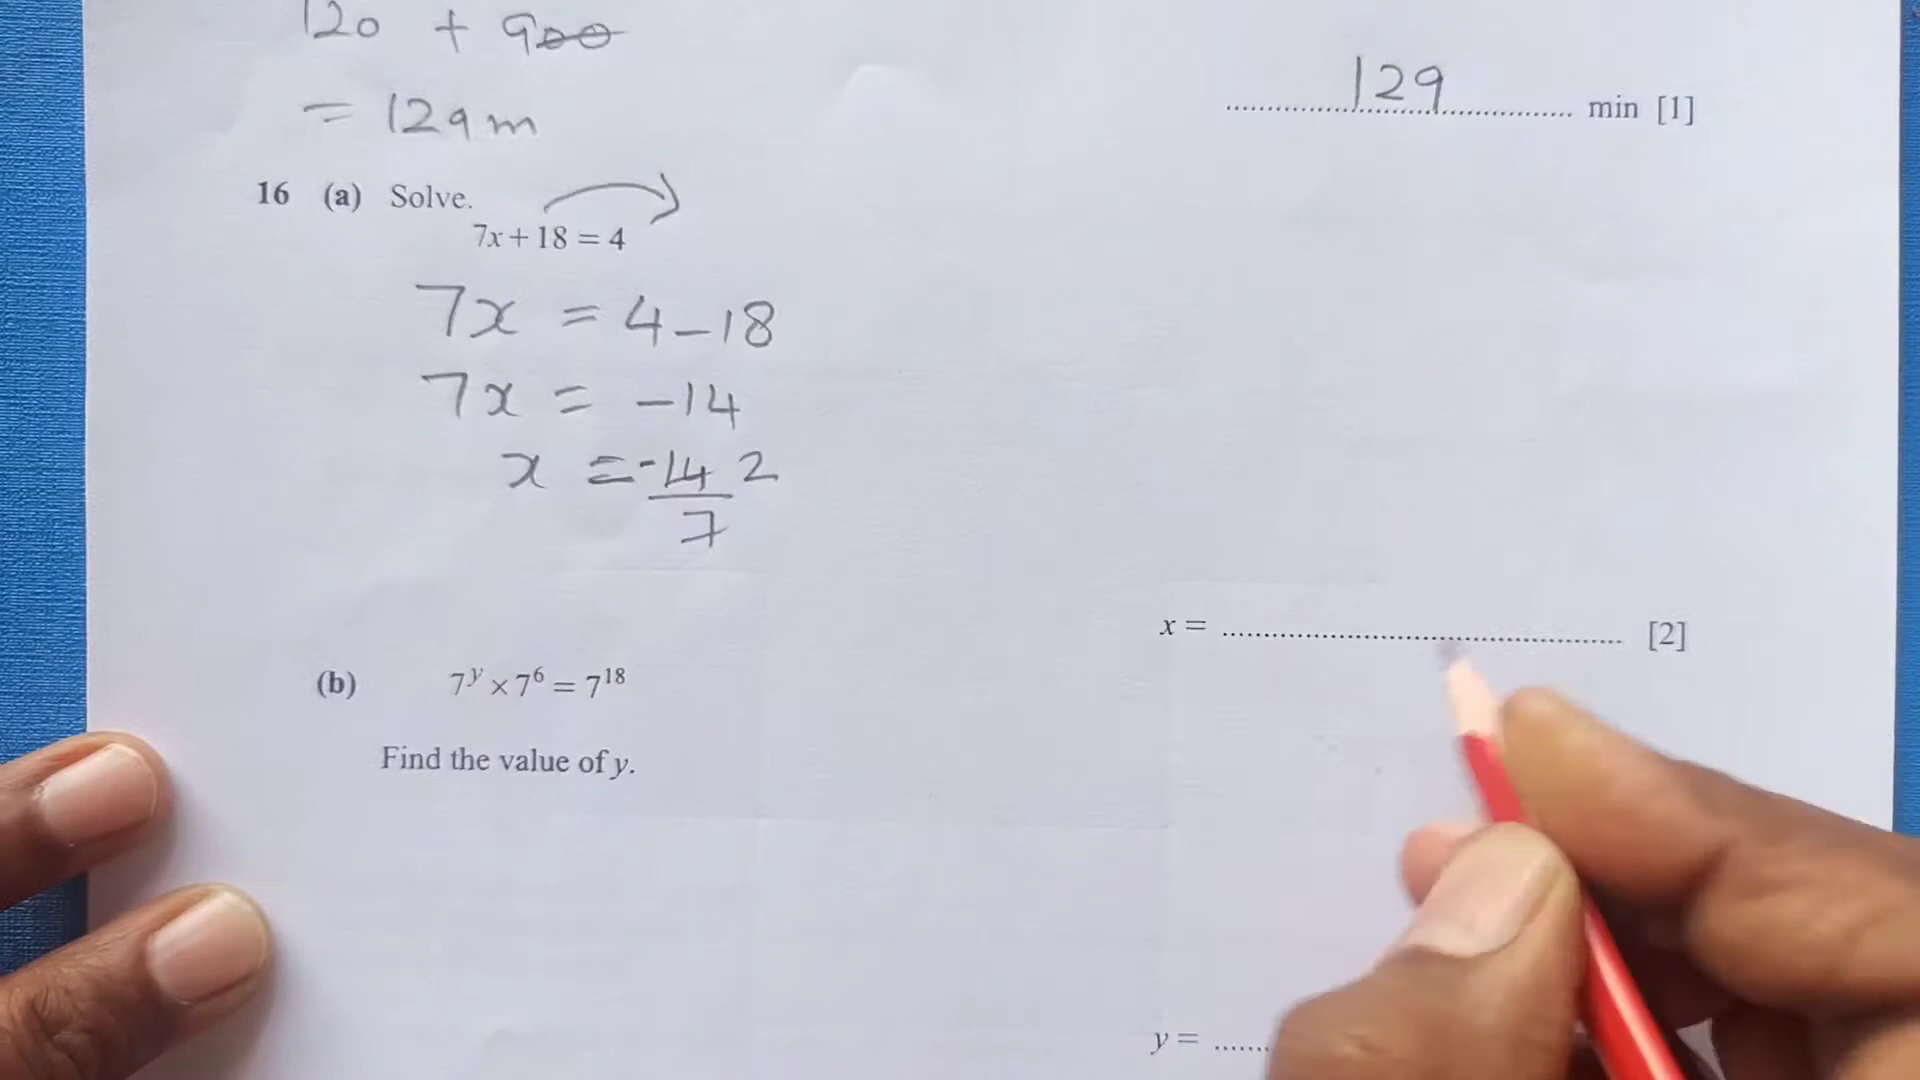 120 + 900
= 129m
129 min [1]
16 (a) Solve.
7x + 18 = 4
7x = 4 - 18
7x = -14
x = -14/7 2
x = ........................ [2]
(b) 7^y × 7^6 = 7^18
Find the value of y.
y = ......